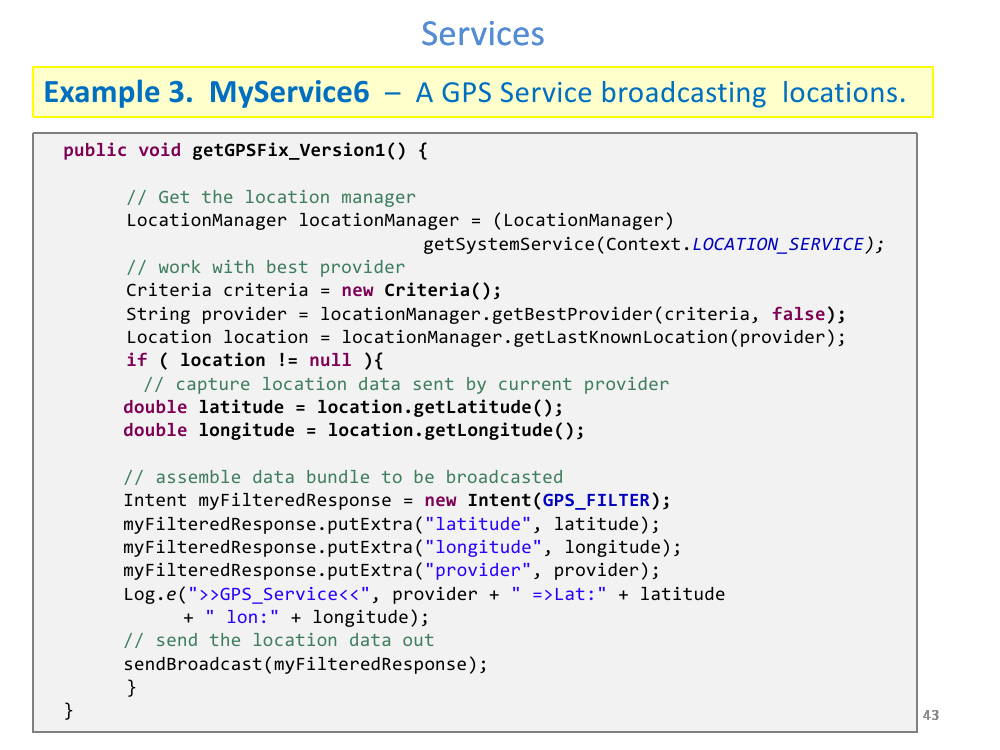 Services
Example 3.  MyService6  –  A GPS Service broadcasting  locations.
public void getGPSFix_Version1() {
// Get the location manager
LocationManager locationManager = (LocationManager)
getSystemService(Context.LOCATION_SERVICE);
// work with best provider
Criteria criteria = new Criteria();
String provider = locationManager.getBestProvider(criteria, false);
Location location = locationManager.getLastKnownLocation(provider);
if ( location != null ){
// capture location data sent by current provider
double latitude = location.getLatitude();
double longitude = location.getLongitude();
// assemble data bundle to be broadcasted
Intent myFilteredResponse = new Intent(GPS_FILTER);
myFilteredResponse.putExtra("latitude", latitude);
myFilteredResponse.putExtra("longitude", longitude);
myFilteredResponse.putExtra("provider", provider);
Log.e(">>GPS_Service<<", provider + " =>Lat:" + latitude
+ " lon:" + longitude);
// send the location data out
sendBroadcast(myFilteredResponse);
}
}
43